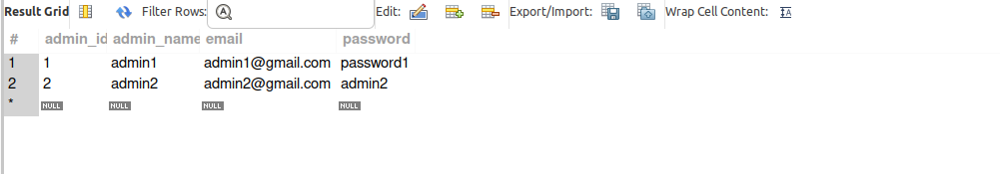 Result Grid Filter Rows: Edit: Export/Import: Wrap Cell Content: IA
# admin_id admin_name email password
1 1 admin1 admin1@gmail.com password1
2 2 admin2 admin2@gmail.com admin2
* NULL NULL NULL NULL